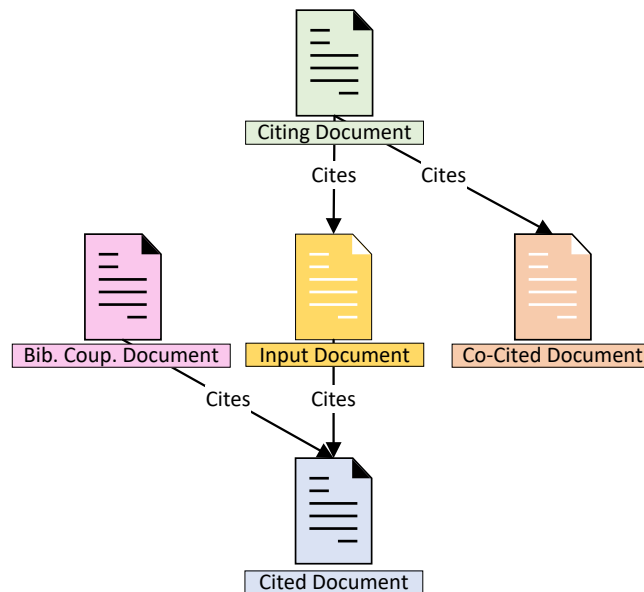 Citing Document
Cites
Cites
Bib. Coup. Document
Input Document
Co-Cited Document
Cites
Cites
Cited Document